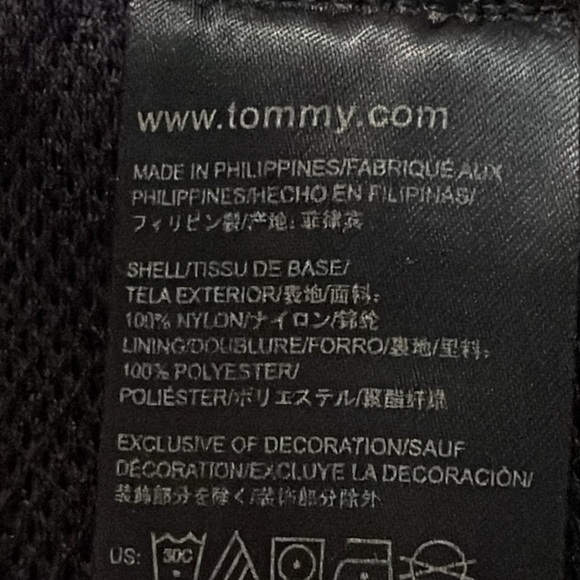 www.tommy.com
MADE IN PHILIPPINES/FABRIQUÉ AUX
PHILIPPINES/HECHO EN FILIPINAS/
フィリピン製/产地: 菲律宾
SHELL/TISSU DE BASE/
TELA EXTERIOR/表地/面料:
100% NYLON/ナイロン/锦纶
LINING/DOUBLURE/FORRO/裏地/里料:
100% POLYESTER/
POLIÉSTER/ポリエステル/聚酯纤维
EXCLUSIVE OF DECORATION/SAUF
DÉCORATION/EXCLUYE LA DECORACIÓN/
装飾部分を除く/装饰部分除外
US: 30C